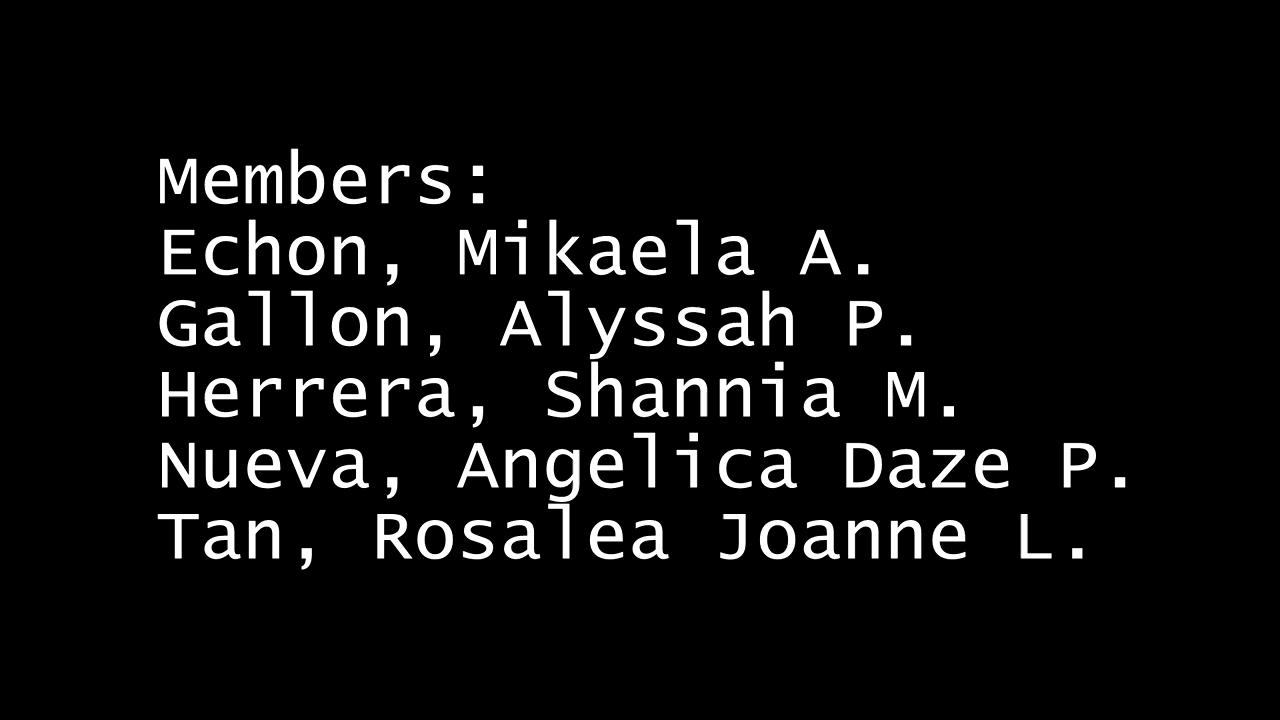 Members:
Echon, Mikaela A.
Gallon, Alyssah P.
Herrera, Shannia M.
Nueva, Angelica Daze P.
Tan, Rosalea Joanne L.